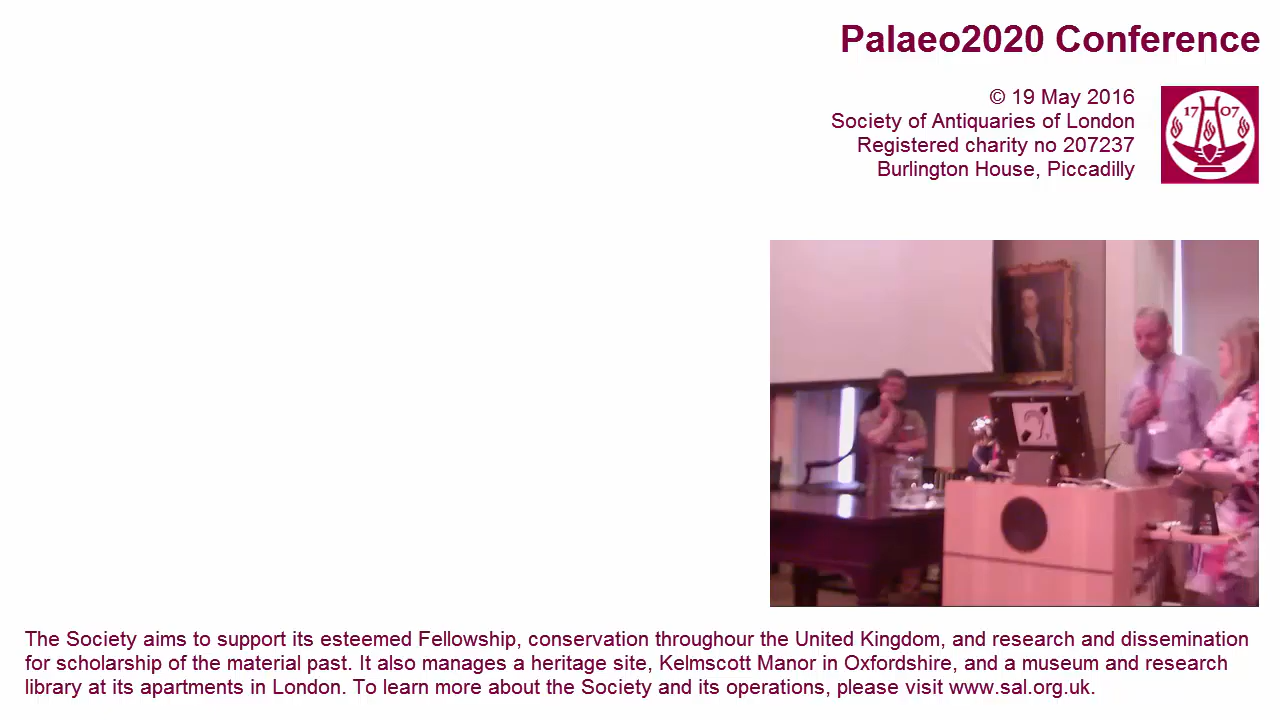 Palaeo2020 Conference
© 19 May 2016
Society of Antiquaries of London
Registered charity no 207237
Burlington House, Piccadilly
17 07
The Society aims to support its esteemed Fellowship, conservation throughour the United Kingdom, and research and dissemination
for scholarship of the material past. It also manages a heritage site, Kelmscott Manor in Oxfordshire, and a museum and research
library at its apartments in London. To learn more about the Society and its operations, please visit www.sal.org.uk.